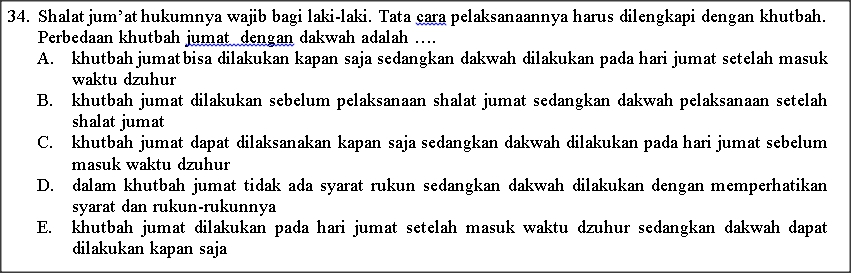 34. Shalat jum’at hukumnya wajib bagi laki-laki. Tata cara pelaksanaannya harus dilengkapi dengan khutbah.
Perbedaan khutbah jumat dengan dakwah adalah ….
A. khutbah jumat bisa dilakukan kapan saja sedangkan dakwah dilakukan pada hari jumat setelah masuk
waktu dzuhur
B. khutbah jumat dilakukan sebelum pelaksanaan shalat jumat sedangkan dakwah pelaksanaan setelah
shalat jumat
C. khutbah jumat dapat dilaksanakan kapan saja sedangkan dakwah dilakukan pada hari jumat sebelum
masuk waktu dzuhur
D. dalam khutbah jumat tidak ada syarat rukun sedangkan dakwah dilakukan dengan memperhatikan
syarat dan rukun-rukunnya
E. khutbah jumat dilakukan pada hari jumat setelah masuk waktu dzuhur sedangkan dakwah dapat
dilakukan kapan saja